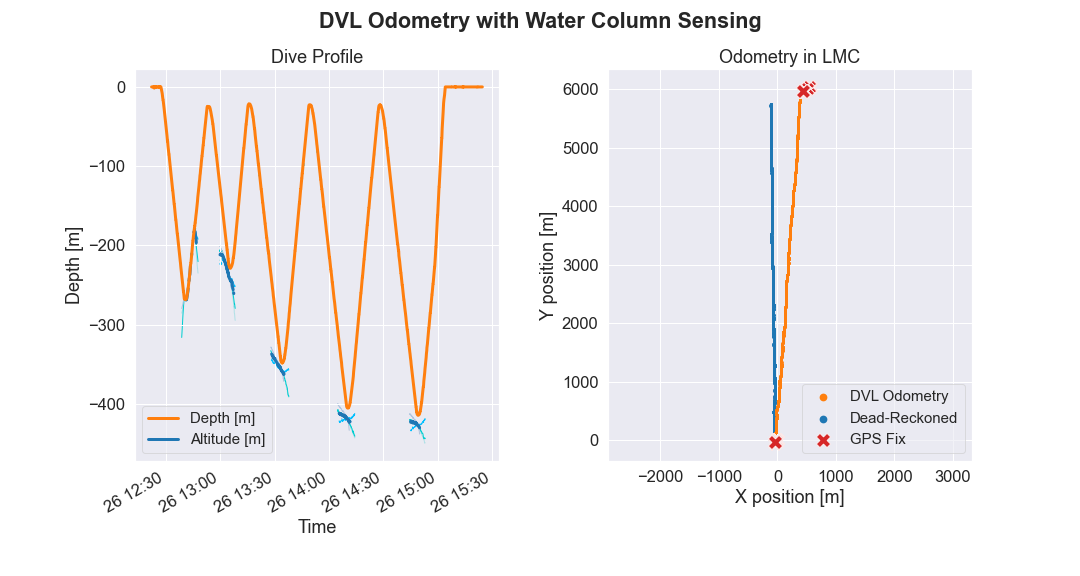 DVL Odometry with Water Column Sensing
Dive Profile
Depth [m]
0
−100
−200
−300
−400
Depth [m]
Altitude [m]
26 12:30
26 13:00
26 13:30
26 14:00
26 14:30
26 15:00
26 15:30
Time
Odometry in LMC
Y position [m]
6000
5000
4000
3000
2000
1000
0
DVL Odometry
Dead-Reckoned
GPS Fix
−2000
−1000
0
1000
2000
3000
X position [m]